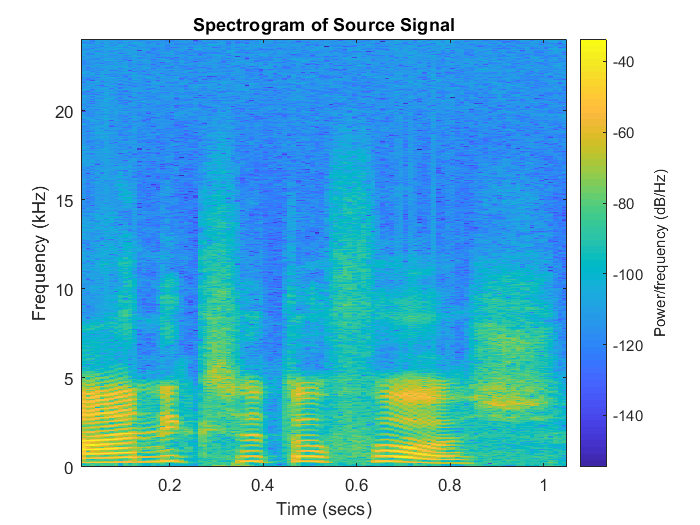 Spectrogram of Source Signal
Frequency (kHz)
20
15
10
5
0
0.2 0.4 0.6 0.8 1
Time (secs)
-40
-60
-80
-100
-120
-140
Power/frequency (dB/Hz)